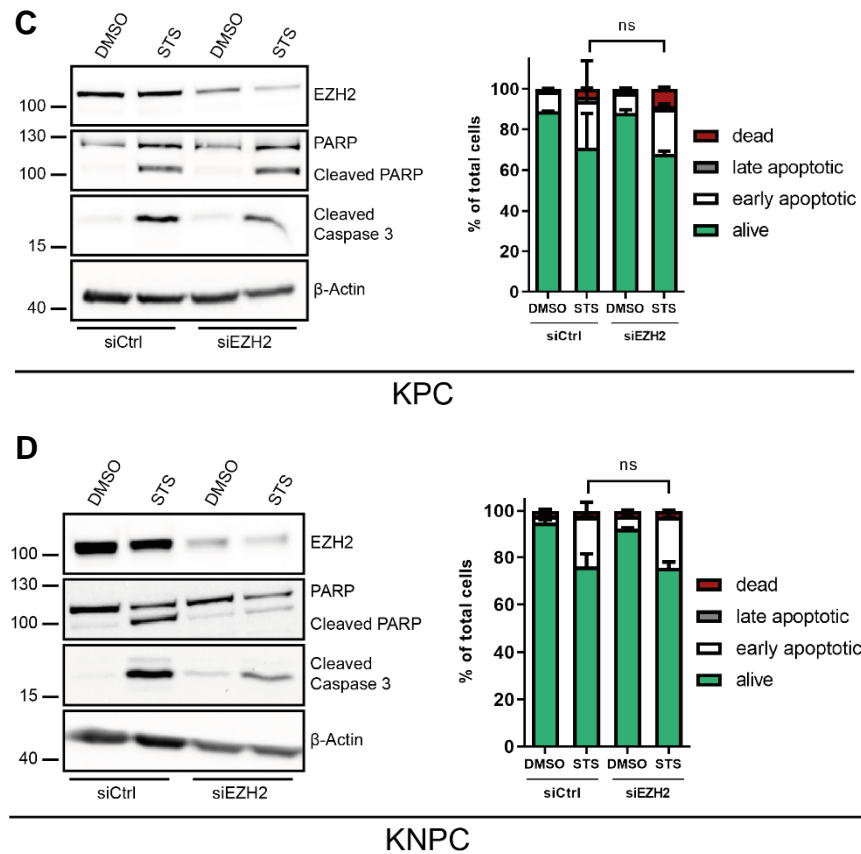 C
DMSO STS DMSO STS
100
EZH2
130
PARP
100
Cleaved PARP
Cleaved
Caspase 3
15
β-Actin
40
siCtrl siEZH2
ns
% of total cells
100
80
60
40
20
0
DMSO STS DMSO STS
siCtrl siEZH2
dead
late apoptotic
early apoptotic
alive
KPC
D
DMSO STS DMSO STS
EZH2
100
130
PARP
100
Cleaved PARP
Cleaved
Caspase 3
15
β-Actin
40
siCtrl siEZH2
ns
% of total cells
100
80
60
40
20
0
DMSO STS DMSO STS
siCtrl siEZH2
dead
late apoptotic
early apoptotic
alive
KNPC